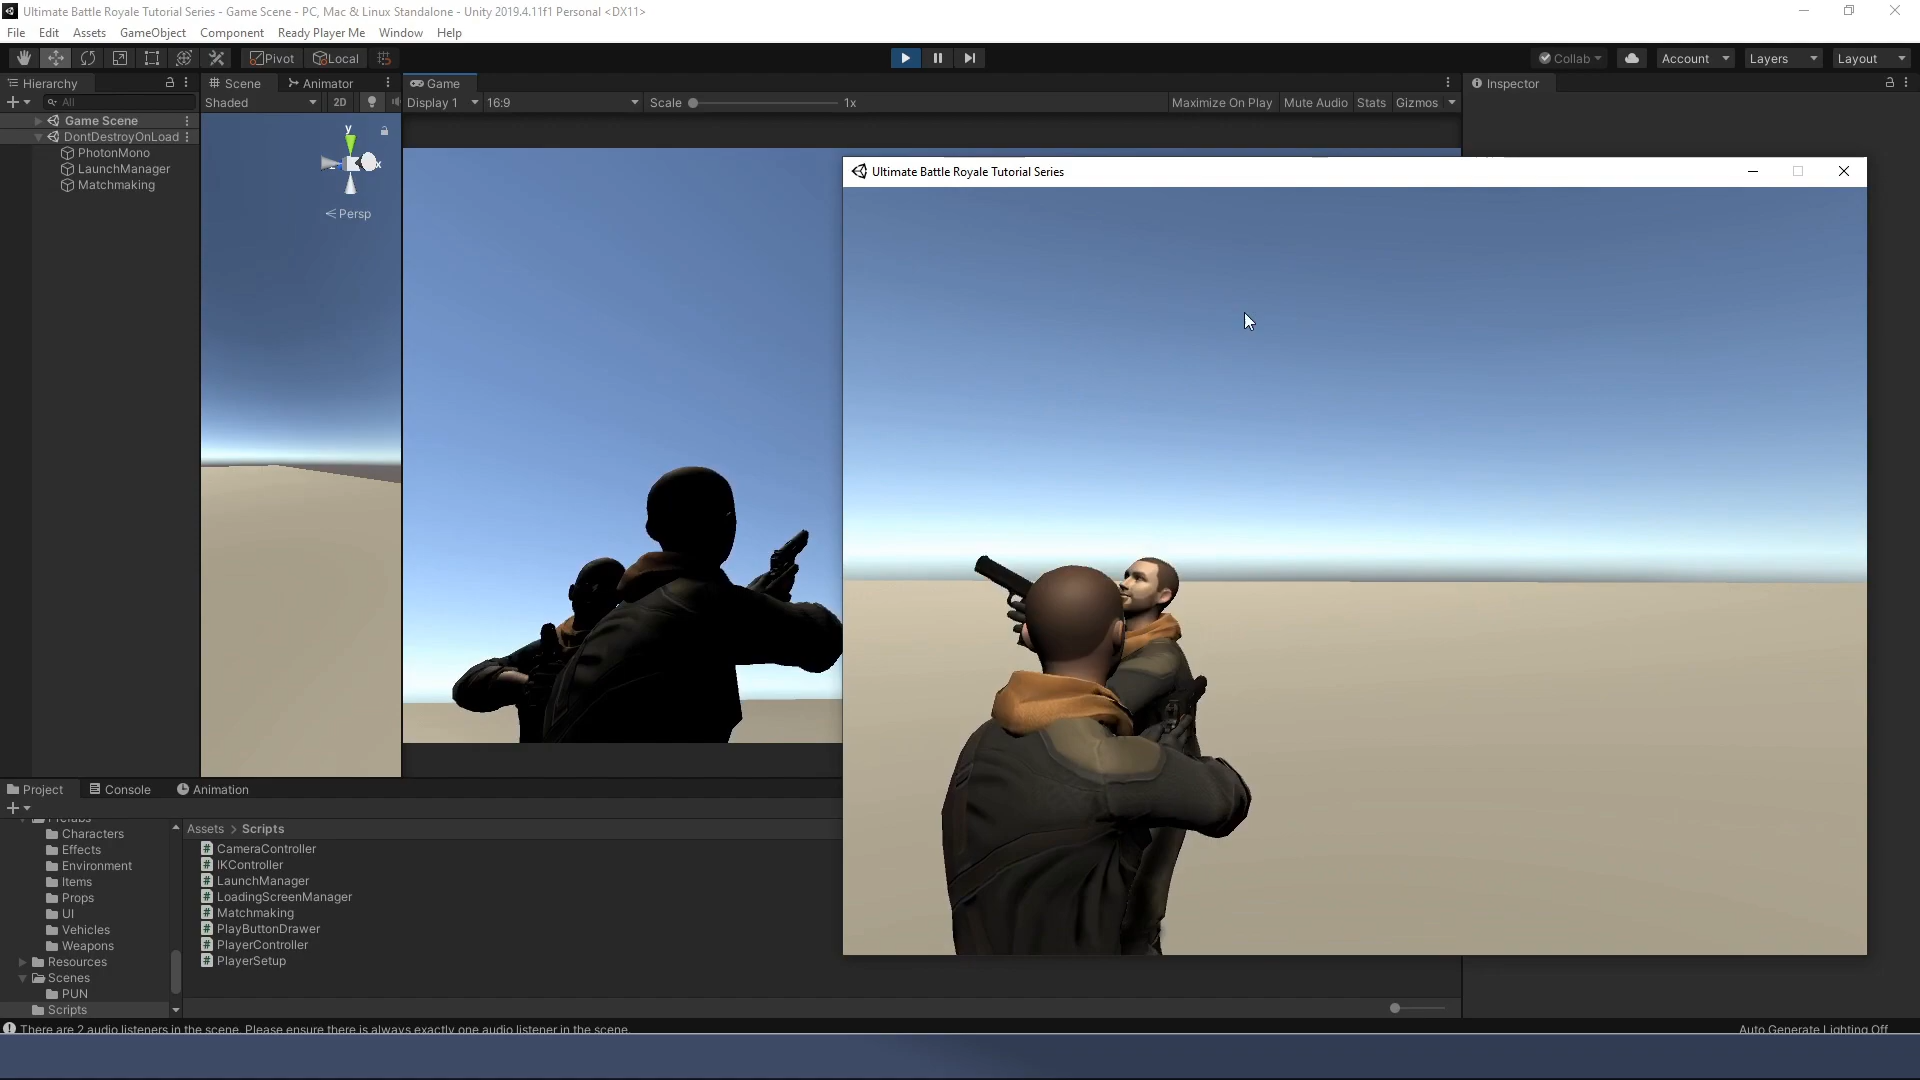 Ultimate Battle Royale Tutorial Series - Game Scene - PC, Mac & Linux Standalone - Unity 2019.4.11f1 Personal <DX11>
File Edit Assets GameObject Component Ready Player Me Window Help
Pivot Local Collab Account Layers Layout
Hierarchy Scene Animator Game Inspector
All Shaded 2D Display 1 16:9 Scale 1x Maximize On Play Mute Audio Stats Gizmos
Game Scene
DontDestroyOnLoad
PhotonMono
LaunchManager
Matchmaking
y
x
Persp
Ultimate Battle Royale Tutorial Series
Project Console Animation
Assets > Scripts
Prefabs
Characters
Effects
Environment
Items
Props
UI
Vehicles
Weapons
Resources
Scenes
PUN
Scripts
CameraController
IKController
LaunchManager
LoadingScreenManager
Matchmaking
PlayButtonDrawer
PlayerController
PlayerSetup
There are 2 audio listeners in the scene. Please ensure there is always exactly one audio listener in the scene.
Auto Generate Lighting Off